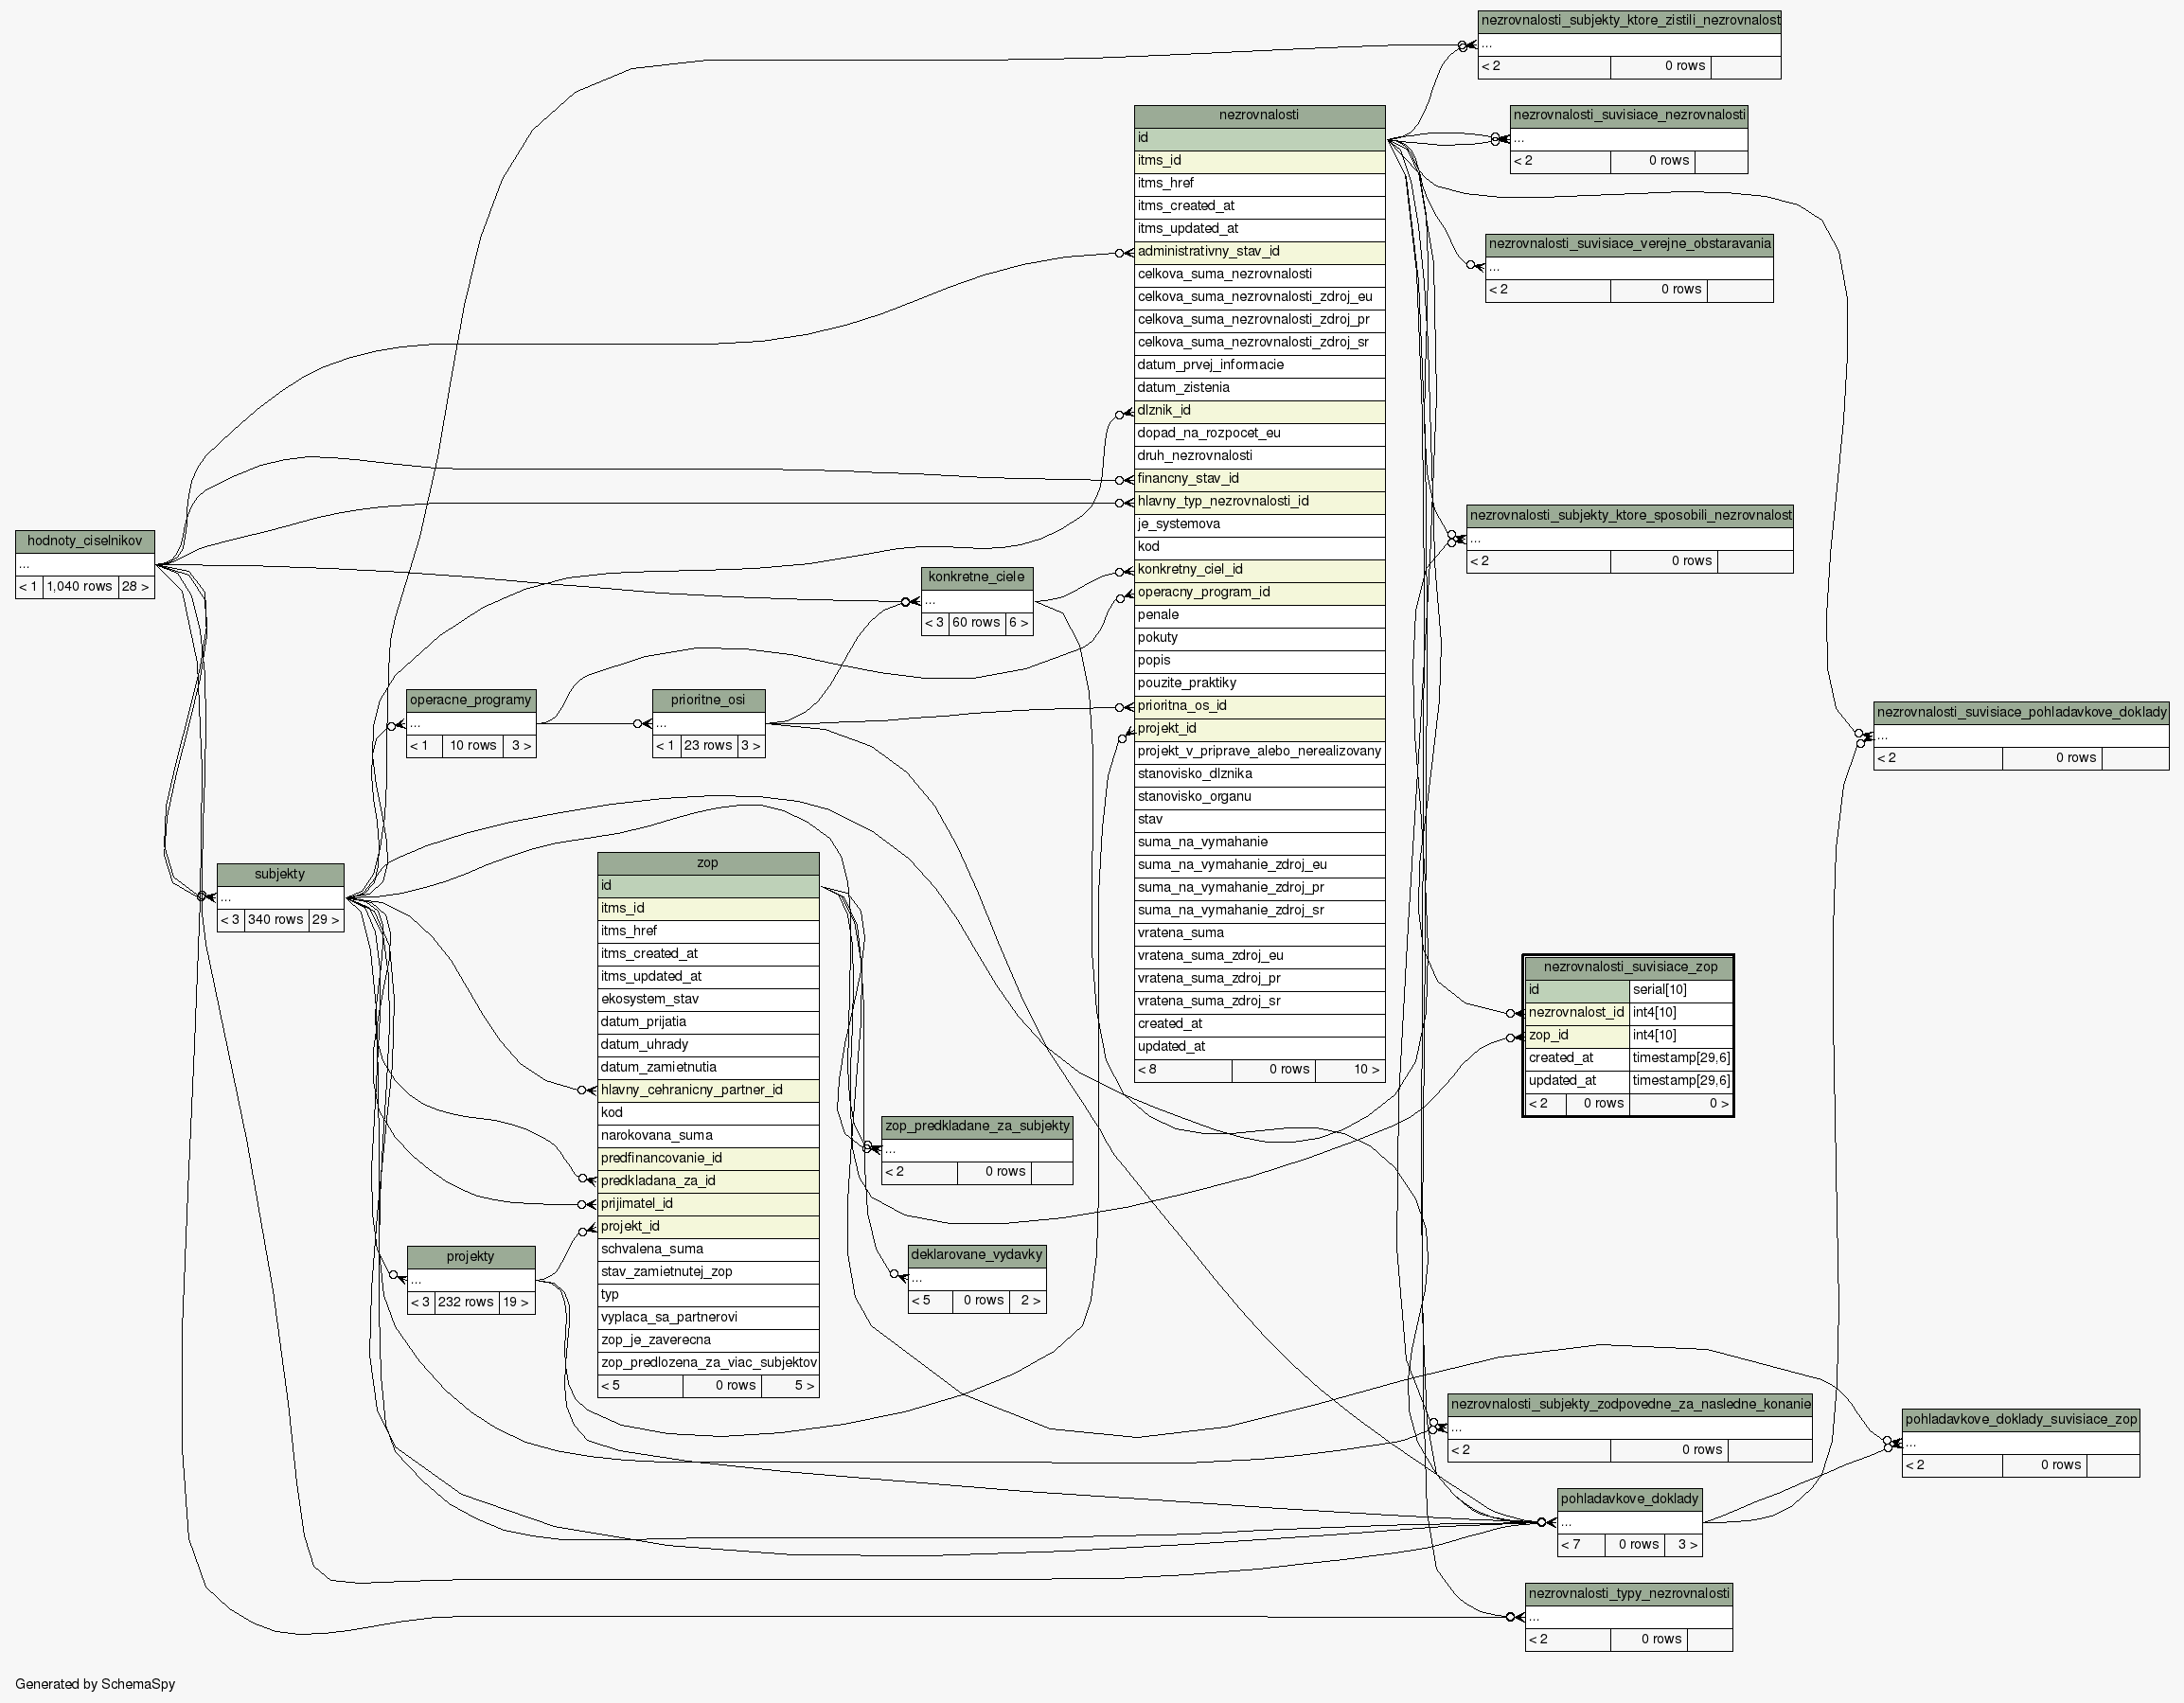 nezrovnalosti_subjekty_ktore_zistili_nezrovnalost
...
< 2 0 rows
nezrovnalosti_suvisiace_nezrovnalosti
...
< 2 0 rows
nezrovnalosti_suvisiace_verejne_obstaravania
...
< 2 0 rows
nezrovnalosti
id
itms_id
itms_href
itms_created_at
itms_updated_at
administrativny_stav_id
celkova_suma_nezrovnalosti
celkova_suma_nezrovnalosti_zdroj_eu
celkova_suma_nezrovnalosti_zdroj_pr
celkova_suma_nezrovnalosti_zdroj_sr
datum_prvej_informacie
datum_zistenia
dlznik_id
dopad_na_rozpocet_eu
druh_nezrovnalosti
financny_stav_id
hlavny_typ_nezrovnalosti_id
je_systemova
kod
konkretny_ciel_id
operacny_program_id
penale
pokuty
popis
pouzite_praktiky
prioritna_os_id
projekt_id
projekt_v_priprave_alebo_nerealizovany
stanovisko_dlznika
stanovisko_organu
stav
suma_na_vymahanie
suma_na_vymahanie_zdroj_eu
suma_na_vymahanie_zdroj_pr
suma_na_vymahanie_zdroj_sr
vratena_suma
vratena_suma_zdroj_eu
vratena_suma_zdroj_pr
vratena_suma_zdroj_sr
created_at
updated_at
< 8 0 rows 10 >
nezrovnalosti_subjekty_ktore_sposobili_nezrovnalost
...
< 2 0 rows
hodnoty_ciselnikov
...
< 1 1,040 rows 28 >
konkretne_ciele
...
< 3 60 rows 6 >
operacne_programy
...
< 1 10 rows 3 >
prioritne_osi
...
< 1 23 rows 3 >
nezrovnalosti_suvisiace_pohladavkove_doklady
...
< 2 0 rows
subjekty
...
< 3 340 rows 29 >
zop
id
itms_id
itms_href
itms_created_at
itms_updated_at
ekosystem_stav
datum_prijatia
datum_uhrady
datum_zamietnutia
hlavny_cehranicny_partner_id
kod
narokovana_suma
predfinancovanie_id
predkladana_za_id
prijimatel_id
projekt_id
schvalena_suma
stav_zamietnutej_zop
typ
vyplaca_sa_partnerovi
zop_je_zaverecna
zop_predlozena_za_viac_subjektov
< 5 0 rows 5 >
nezrovnalosti_suvisiace_zop
id serial[10]
nezrovnalost_id int4[10]
zop_id int4[10]
created_at timestamp[29,6]
updated_at timestamp[29,6]
< 2 0 rows 0 >
zop_predkladane_za_subjekty
...
< 2 0 rows
projekty
...
< 3 232 rows 19 >
deklarovane_vydavky
...
< 5 0 rows 2 >
nezrovnalosti_subjekty_zodpovedne_za_nasledne_konanie
...
< 2 0 rows
pohladavkove_doklady_suvisiace_zop
...
< 2 0 rows
pohladavkove_doklady
...
< 7 0 rows 3 >
nezrovnalosti_typy_nezrovnalosti
...
< 2 0 rows
Generated by SchemaSpy